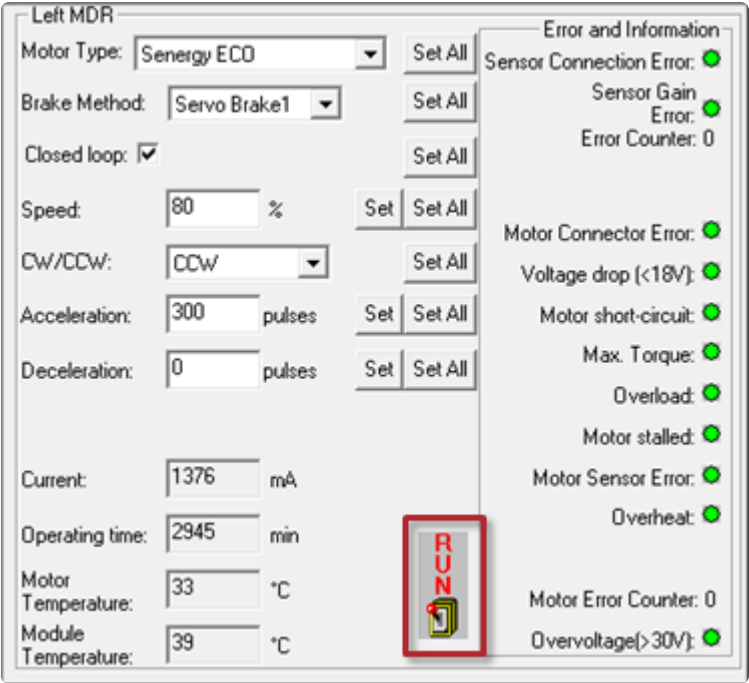 Left MDR
Error and Information
Motor Type: Senergy ECO Set All
Sensor Connection Error:
Brake Method: Servo Brake1 Set All
Sensor Gain
Error:
Error Counter: 0
Closed loop: Set All
Speed: 80 % Set Set All
Motor Connector Error:
CW/CCW: CCW Set All
Voltage drop (<18V):
Acceleration: 300 pulses Set Set All
Motor short-circuit:
Max. Torque:
Deceleration: 0 pulses Set Set All
Overload:
Motor stalled:
Current: 1376 mA
Motor Sensor Error:
Overheat:
Operating time: 2945 min
RUN
Motor
Temperature: 33 °C
Motor Error Counter: 0
Module
Temperature: 39 °C
Overvoltage(>30V):